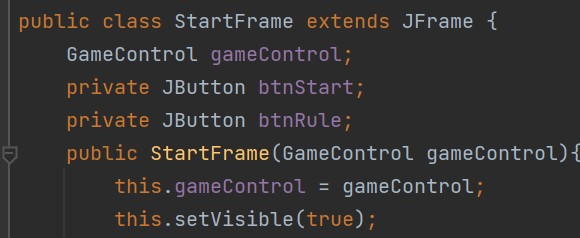 public class StartFrame extends JFrame {
GameControl gameControl;
private JButton btnStart;
private JButton btnRule;
public StartFrame(GameControl gameControl){
this.gameControl = gameControl;
this.setVisible(true);